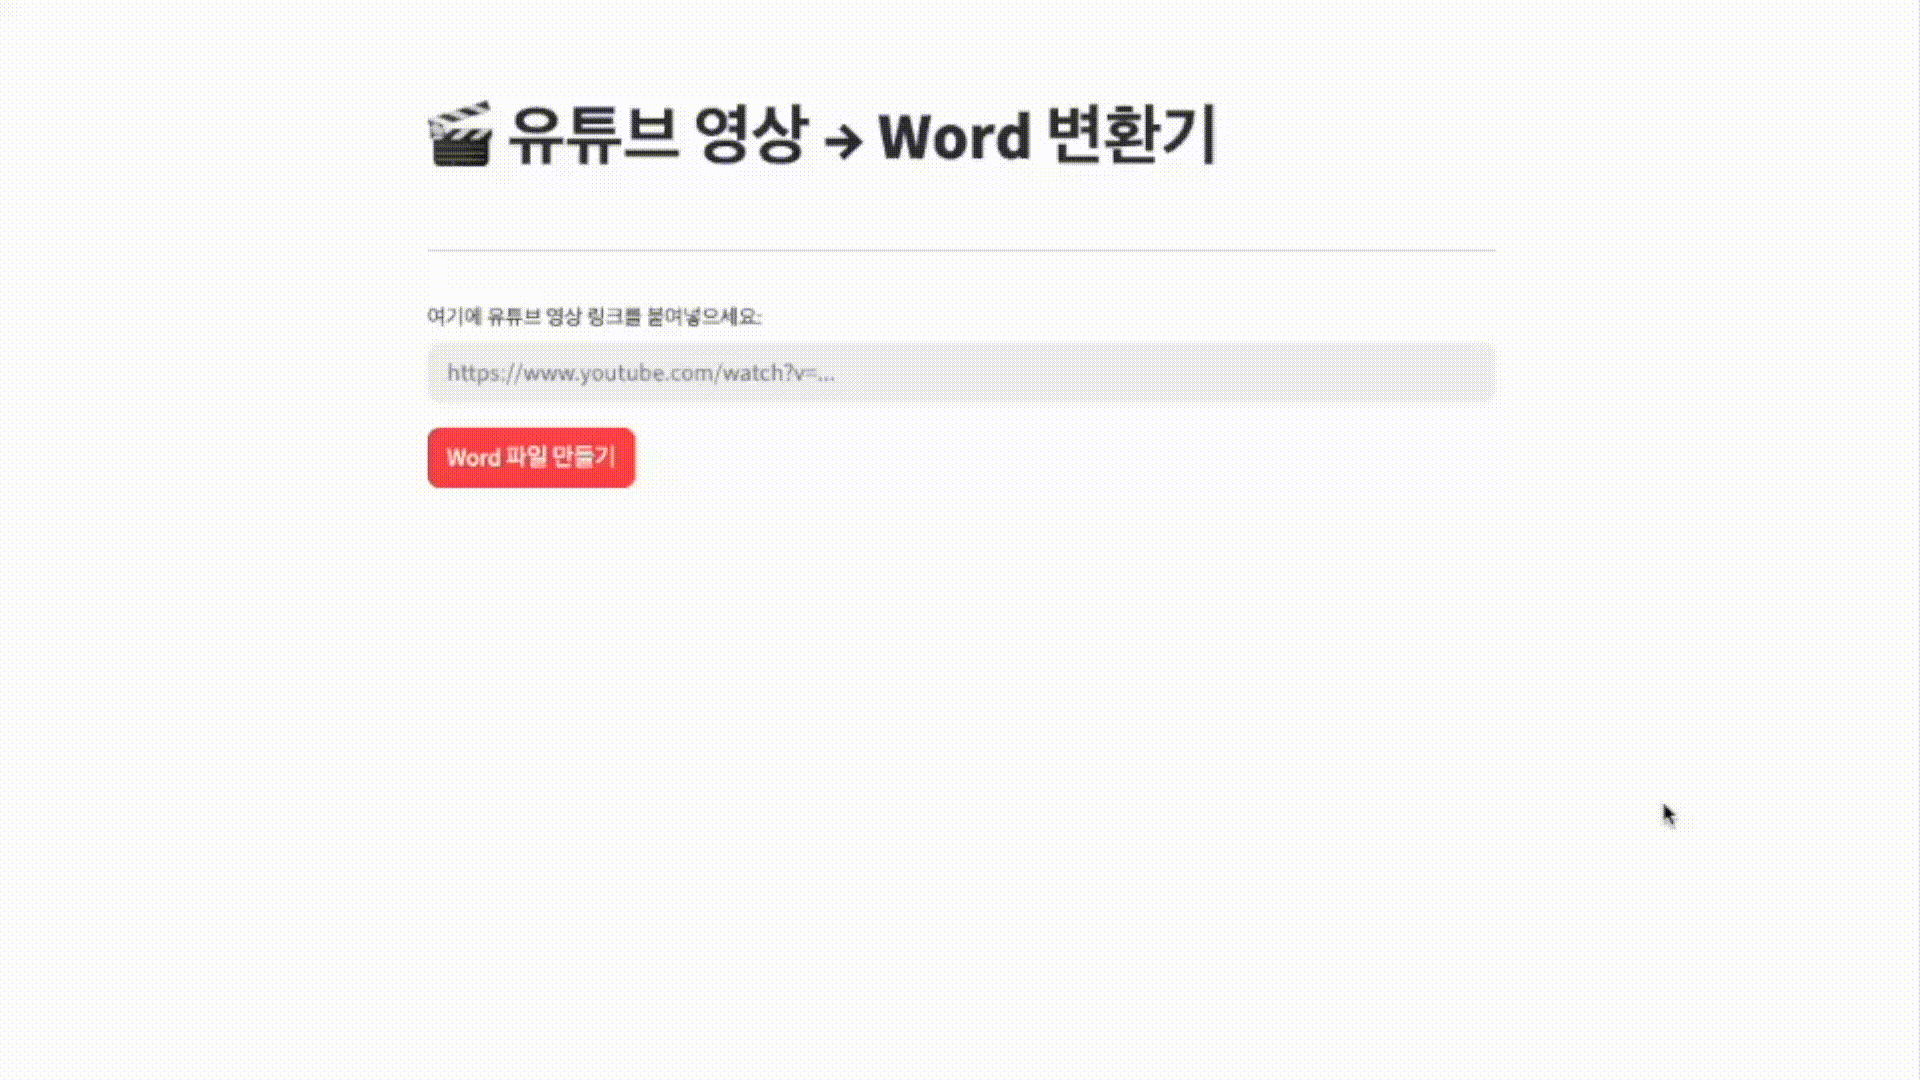 🎬 유튜브 영상 → Word 변환기
여기에 유튜브 영상 링크를 붙여넣으세요:
https://www.youtube.com/watch?v=...
Word 파일 만들기